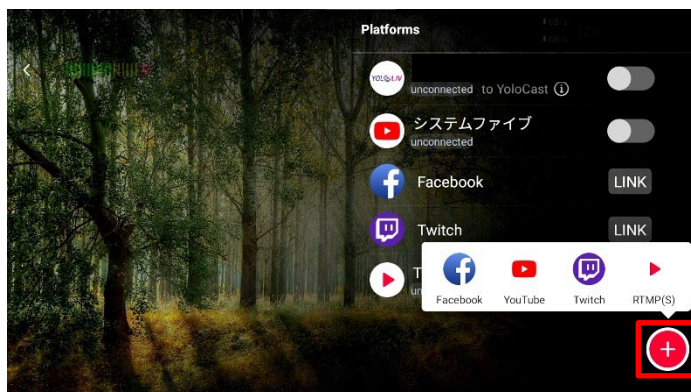 Platforms
YOLOLIV
unconnected to YoloCast
システムファイブ
unconnected
Facebook LINK
Twitch LINK
Facebook YouTube Twitch RTMP(S)